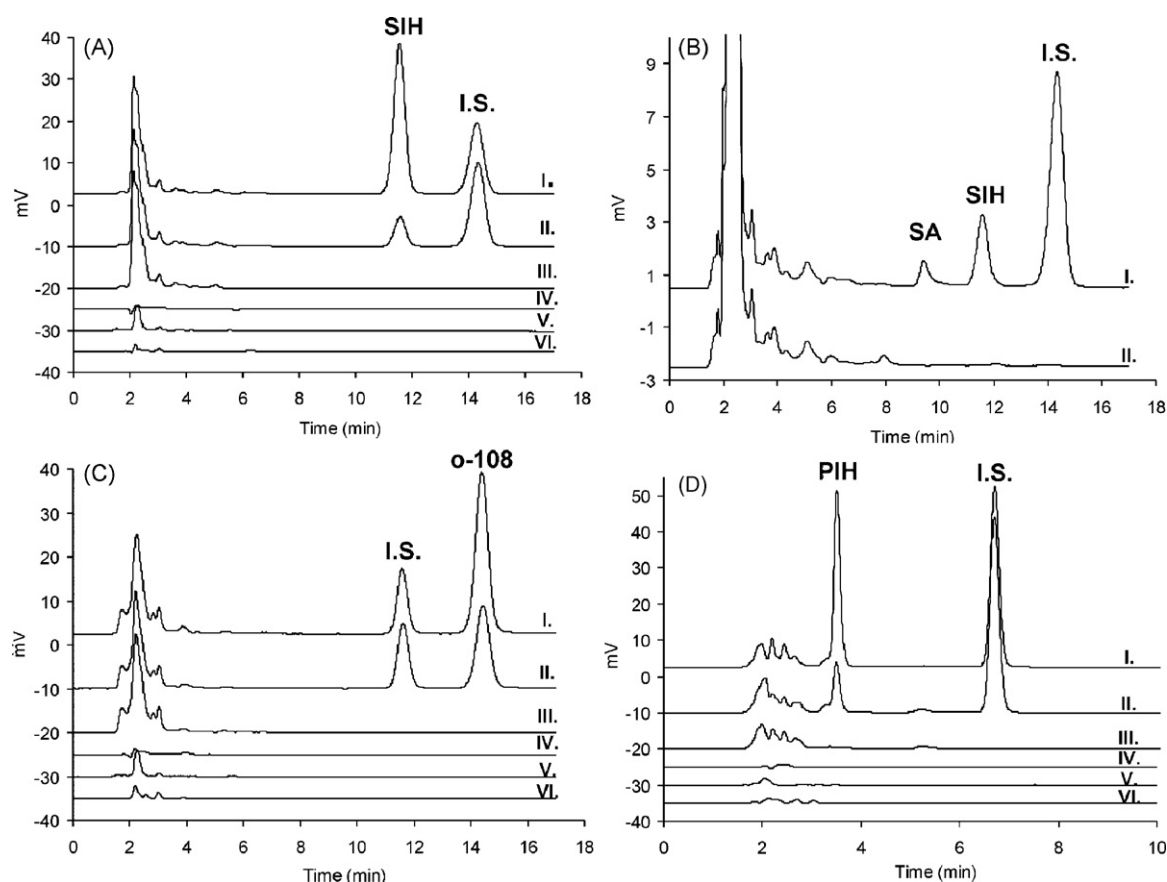 (A)
SIH
I.S.
mV
40
30
20
10
0
-10
-20
-30
-40
I.
II.
III.
IV.
V.
VI.
0 2 4 6 8 10 12 14 16 18
Time (min)
(B)
I.S.
SIH
SA
mV
9
7
5
3
1
-1
-3
I.
II.
0 2 4 6 8 10 12 14 16 18
Time (min)
(C)
o-108
I.S.
mV
40
30
20
10
0
-10
-20
-30
-40
I.
II.
III.
IV.
V.
VI.
0 2 4 6 8 10 12 14 16 18
Time (min)
(D)
PIH
I.S.
mV
50
40
30
20
10
0
-10
-20
-30
-40
I.
II.
III.
IV.
V.
VI.
0 2 4 6 8 10
Time (min)